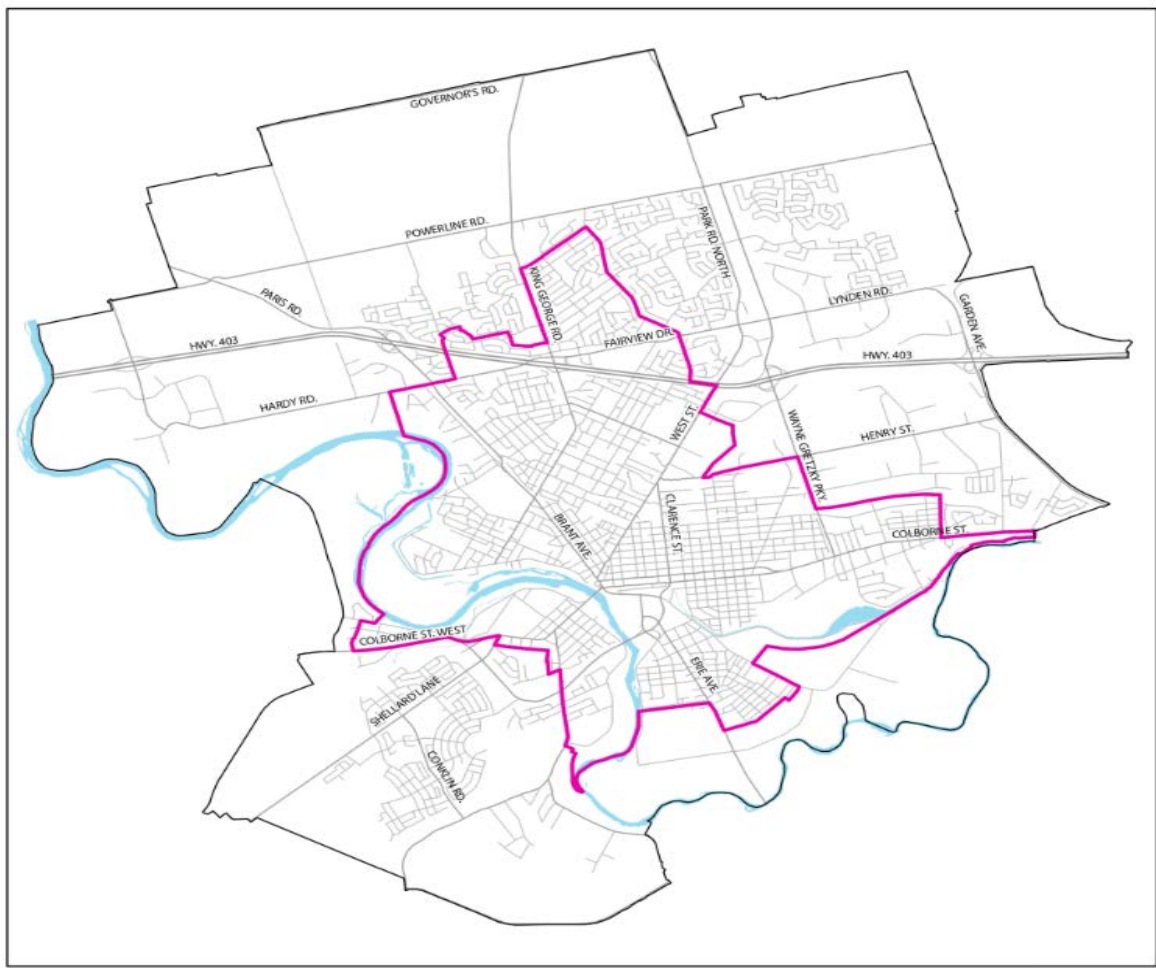 GOVERNOR'S RD.
POWERLINE RD.
PARK RD. NORTH
KING GEORGE RD.
PARIS RD.
LYNDEN RD.
GARDEN AVE.
FAIRVIEW DR.
HWY. 403
HWY. 403
HARDY RD.
WEST ST.
WAYNE GRETZKY PKY.
HENRY ST.
CLARENCE ST.
BRANT AVE.
COLBORNE ST.
COLBORNE ST. WEST
ERIE AVE.
SHELLARD LANE
CONKLIN RD.